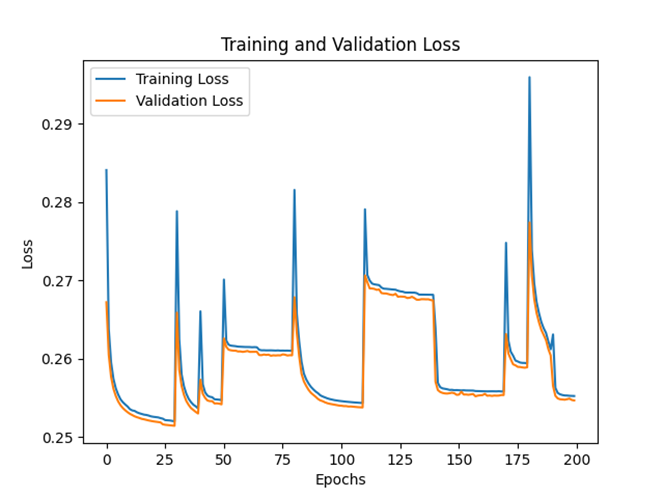 Training and Validation Loss
Training Loss
Validation Loss
0.29
0.28
0.27
0.26
0.25
Loss
0 25 50 75 100 125 150 175 200
Epochs